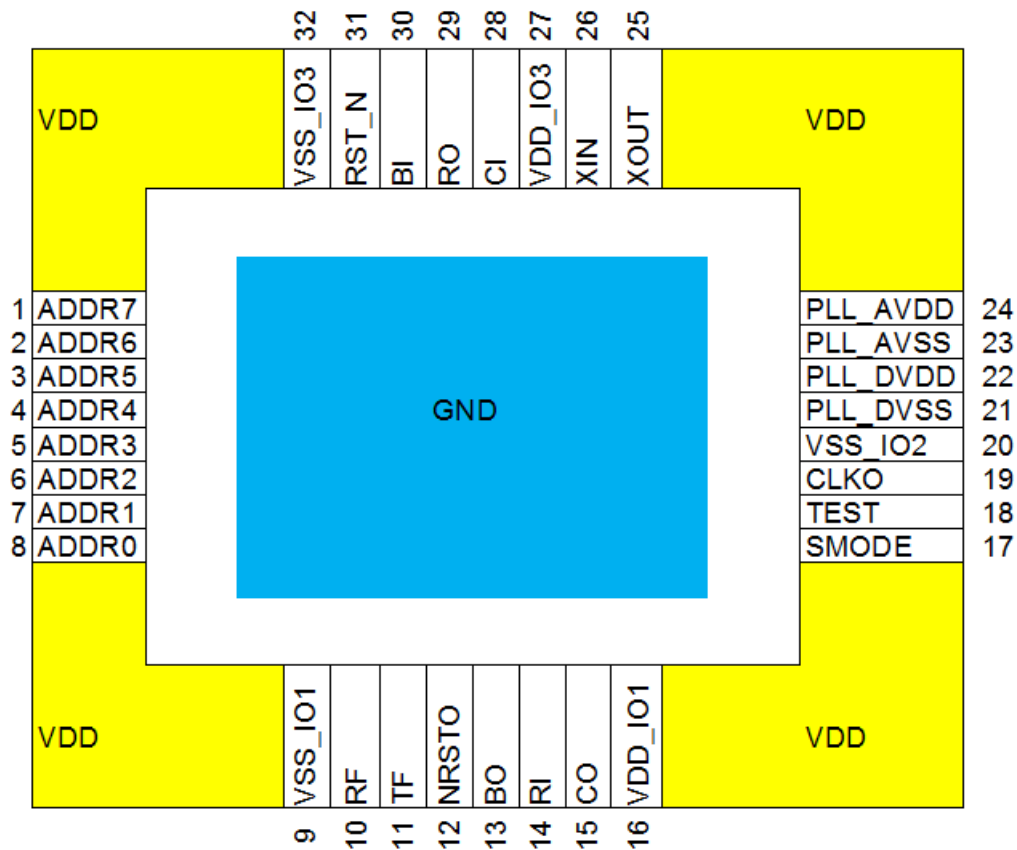 32 31 30 29 28 27 26 25
VSS_IO3
RST_N
BI
RO
CI
VDD_IO3
XIN
XOUT
VDD
VDD
1 ADDR7
2 ADDR6
3 ADDR5
4 ADDR4
5 ADDR3
6 ADDR2
7 ADDR1
8 ADDR0
GND
PLL_AVDD 24
PLL_AVSS 23
PLL_DVDD 22
PLL_DVSS 21
VSS_IO2 20
CLKO 19
TEST 18
SMODE 17
VDD
VDD
VSS_IO1
RF
TF
NRSTO
BO
RI
CO
VDD_IO1
9 10 11 12 13 14 15 16